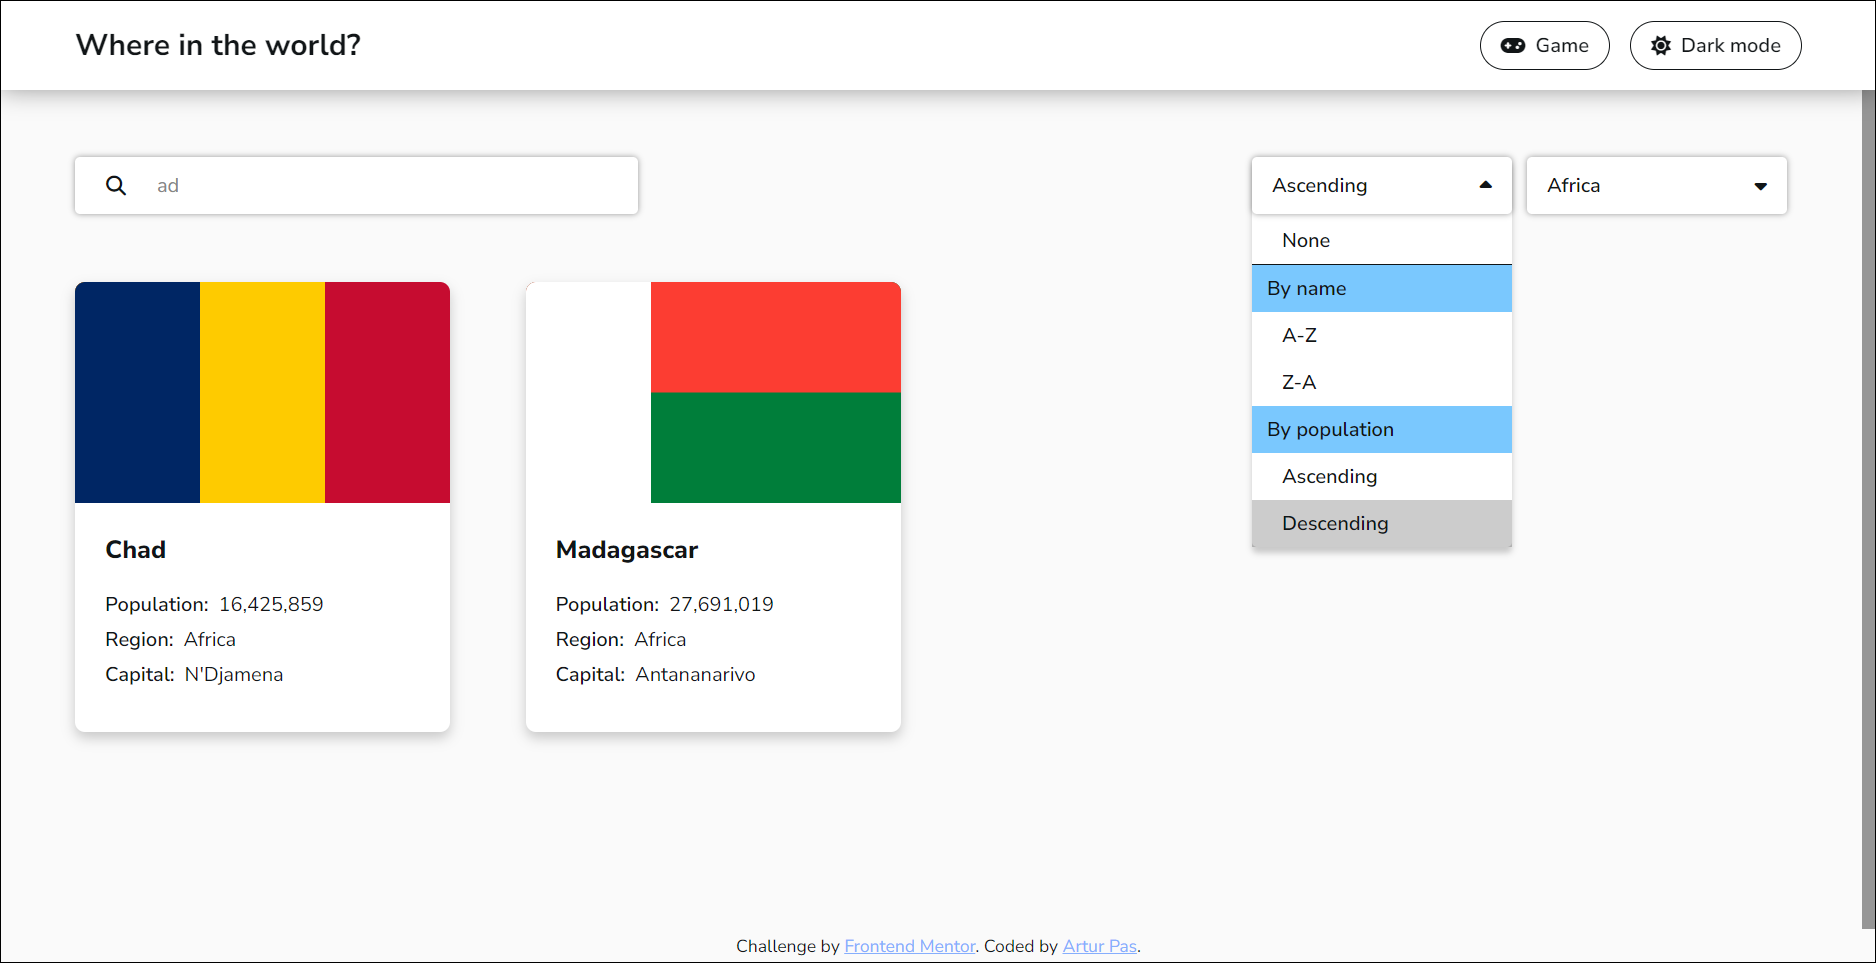 Where in the world?
Game
Dark mode
ad
Ascending
Africa
None
By name
A-Z
Z-A
By population
Ascending
Descending
Chad
Population: 16,425,859
Region: Africa
Capital: N'Djamena
Madagascar
Population: 27,691,019
Region: Africa
Capital: Antananarivo
Challenge by Frontend Mentor. Coded by Artur Pas.